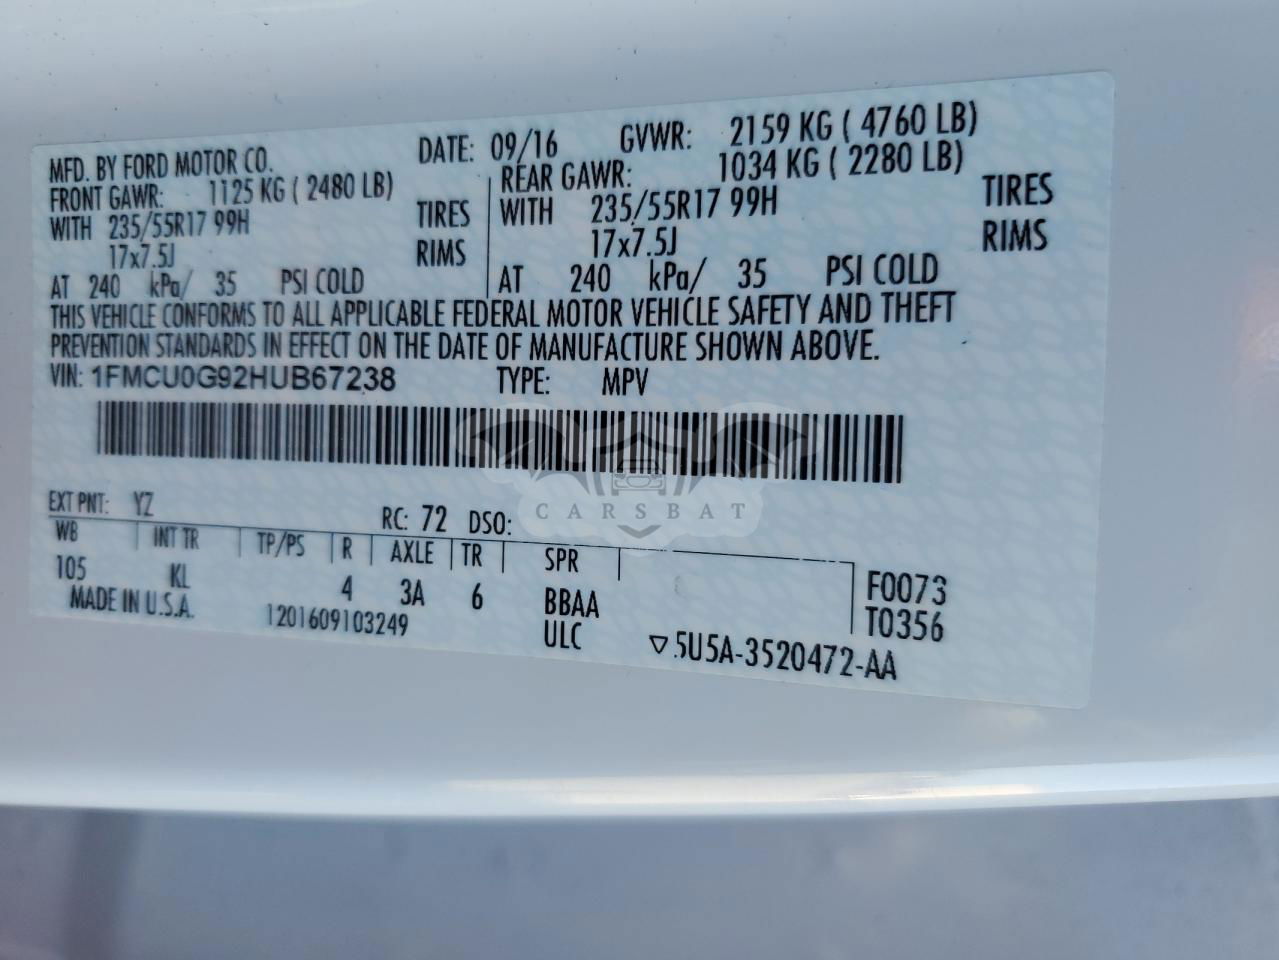 MFD. BY FORD MOTOR CO. DATE: 09/16 GVWR: 2159 KG ( 4760 LB)
FRONT GAWR: 1125 KG ( 2480 LB) REAR GAWR: 1034 KG ( 2280 LB)
WITH 235/55R17 99H TIRES WITH 235/55R17 99H TIRES
17x7.5J RIMS 17x7.5J RIMS
AT 240 kPa/ 35 PSI COLD AT 240 kPa/ 35 PSI COLD
THIS VEHICLE CONFORMS TO ALL APPLICABLE FEDERAL MOTOR VEHICLE SAFETY AND THEFT
PREVENTION STANDARDS IN EFFECT ON THE DATE OF MANUFACTURE SHOWN ABOVE.
VIN: 1FMCU0G92HUB67238 TYPE: MPV
CARSBAT
EXT PNT: YZ RC: 72 DSO:
WB INT TR TP/PS R AXLE TR SPR
105 KL 4 3A 6 BBAA F0073
MADE IN U.S.A. 1201609103249 ULC T0356
▽5U5A-3520472-AA